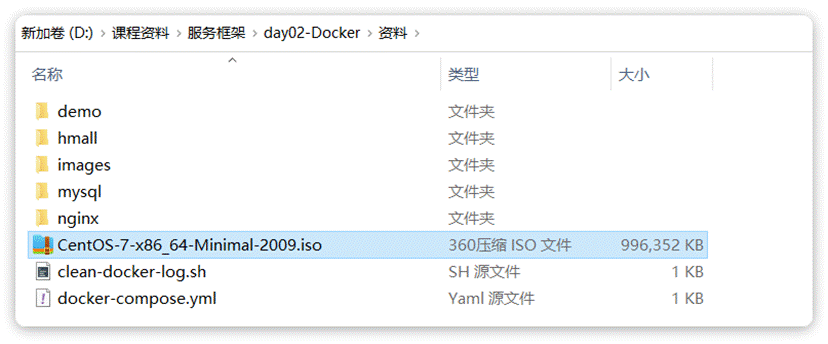 新加卷 (D:) › 课程资料 › 服务框架 › day02-Docker › 资料 ›
名称 类型 大小
demo 文件夹
hmall 文件夹
images 文件夹
mysql 文件夹
nginx 文件夹
CentOS-7-x86_64-Minimal-2009.iso 360压缩 ISO 文件 996,352 KB
clean-docker-log.sh SH 源文件 1 KB
docker-compose.yml Yaml 源文件 1 KB